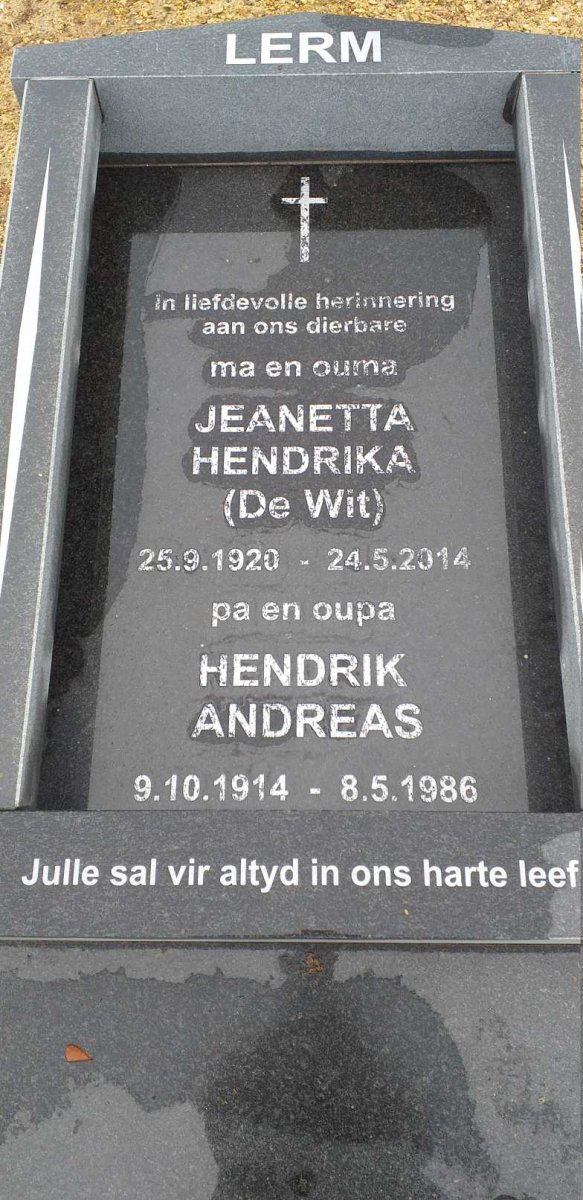 LERM
in liefdevolle herinnering
aan ons dierbare
ma en ouma
JEANETTA
HENDRIKA
(De Wit)
25.9.1920 - 24.5.2014
pa en oupa
HENDRIK
ANDREAS
9.10.1914 - 8.5.1986
Julle sal vir altyd in ons harte leef